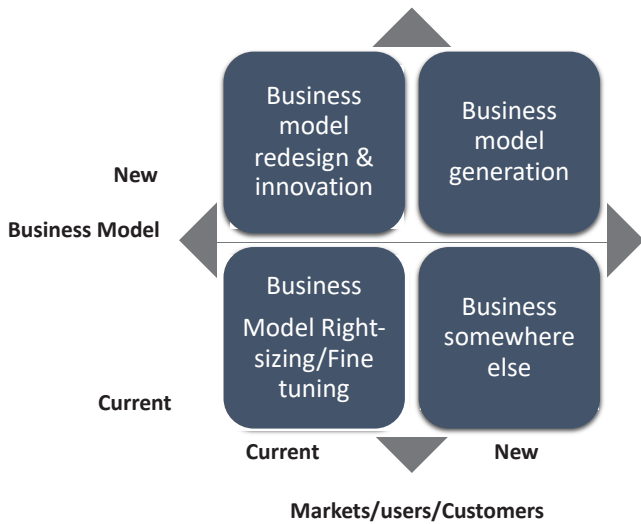 Business
model
redesign &
innovation
Business
model
generation
New
Business Model
Business
Model Right-
sizing/Fine
tuning
Business
somewhere
else
Current
Current
New
Markets/users/Customers